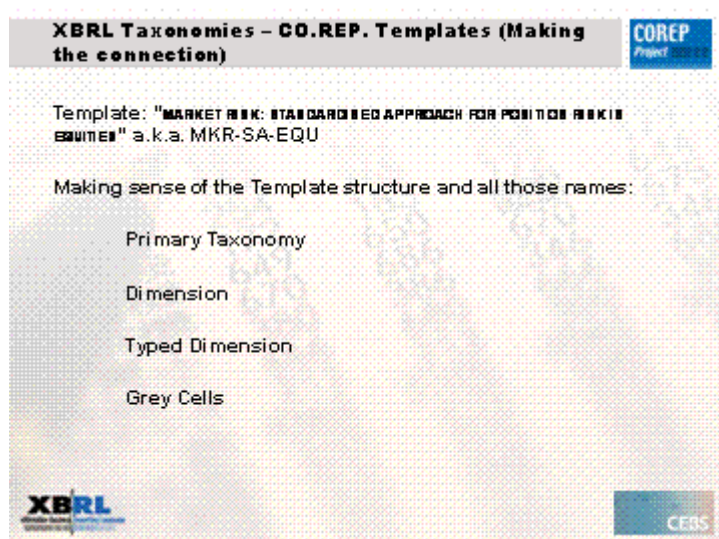 XBRL Taxonomies – CO.REP. Templates (Making
the connection)
COREP
Project
Template: "MARKET RISK: STANDARDISED APPROACH FOR POSITION RISK IN
EQUITIES" a.k.a. MKR-SA-EQU
Making sense of the Template structure and all those names:
Primary Taxonomy
Dimension
Typed Dimension
Grey Cells
XBRL
CEBS